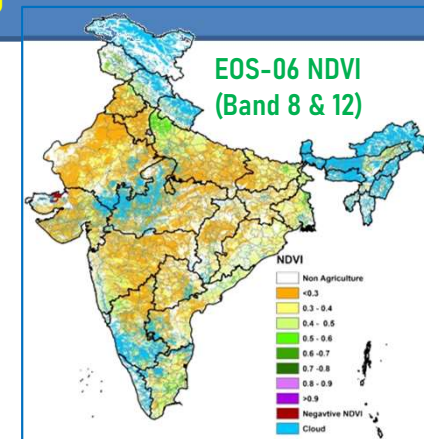 EOS-06 NDVI
(Band 8 & 12)
NDVI
Non Agriculture
<0.3
0.3 - 0.4
0.4 - 0.5
0.5 - 0.6
0.6 -0.7
0.7 -0.8
0.8 - 0.9
>0.9
Negavtive NDVI
Cloud